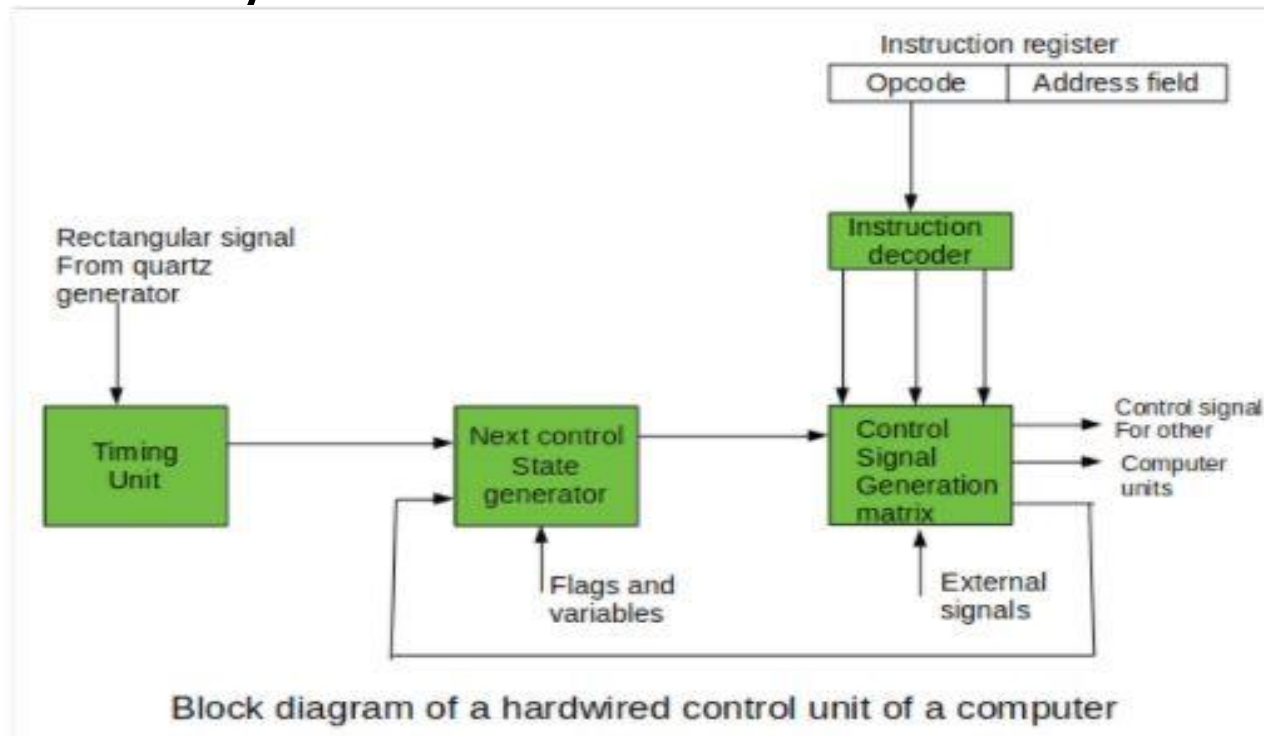 Instruction register
Opcode
Address field
Instruction
decoder
Rectangular signal
From quartz
generator
Timing
Unit
Next control
State
generator
Control
Signal
Generation
matrix
Control signal
For other
Computer
units
Flags and
variables
External
signals
Block diagram of a hardwired control unit of a computer